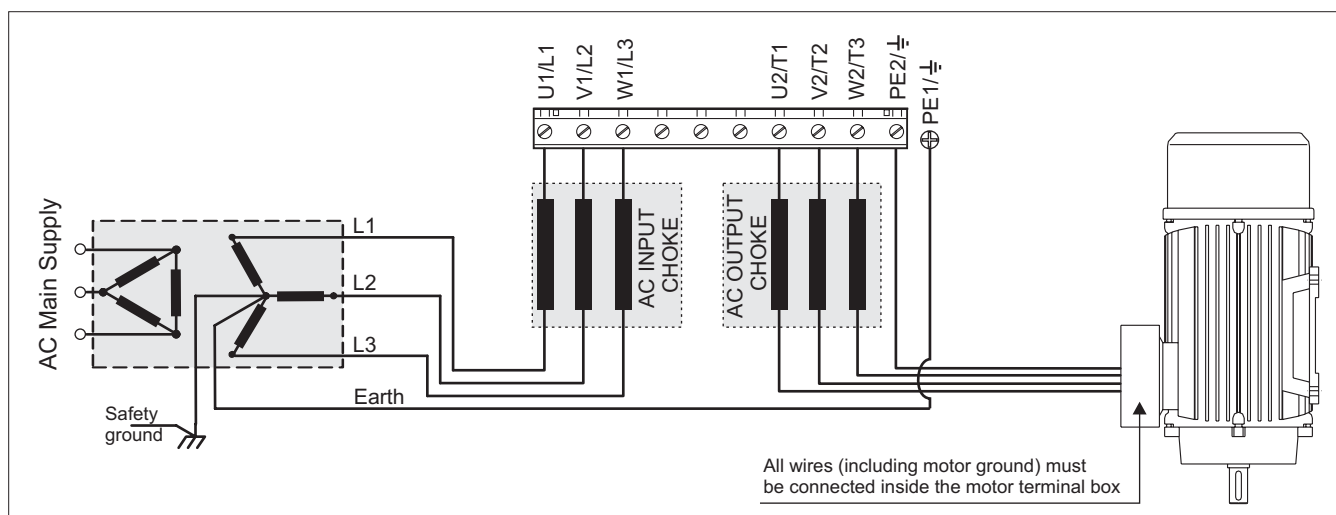 U1/L1
V1/L2
W1/L3
U2/T1
V2/T2
W2/T3
PE2/⏚
PE1/⏚
AC Main Supply
L1
L2
L3
Earth
Safety
ground
AC INPUT
CHOKE
AC OUTPUT
CHOKE
All wires (including motor ground) must
be connected inside the motor terminal box